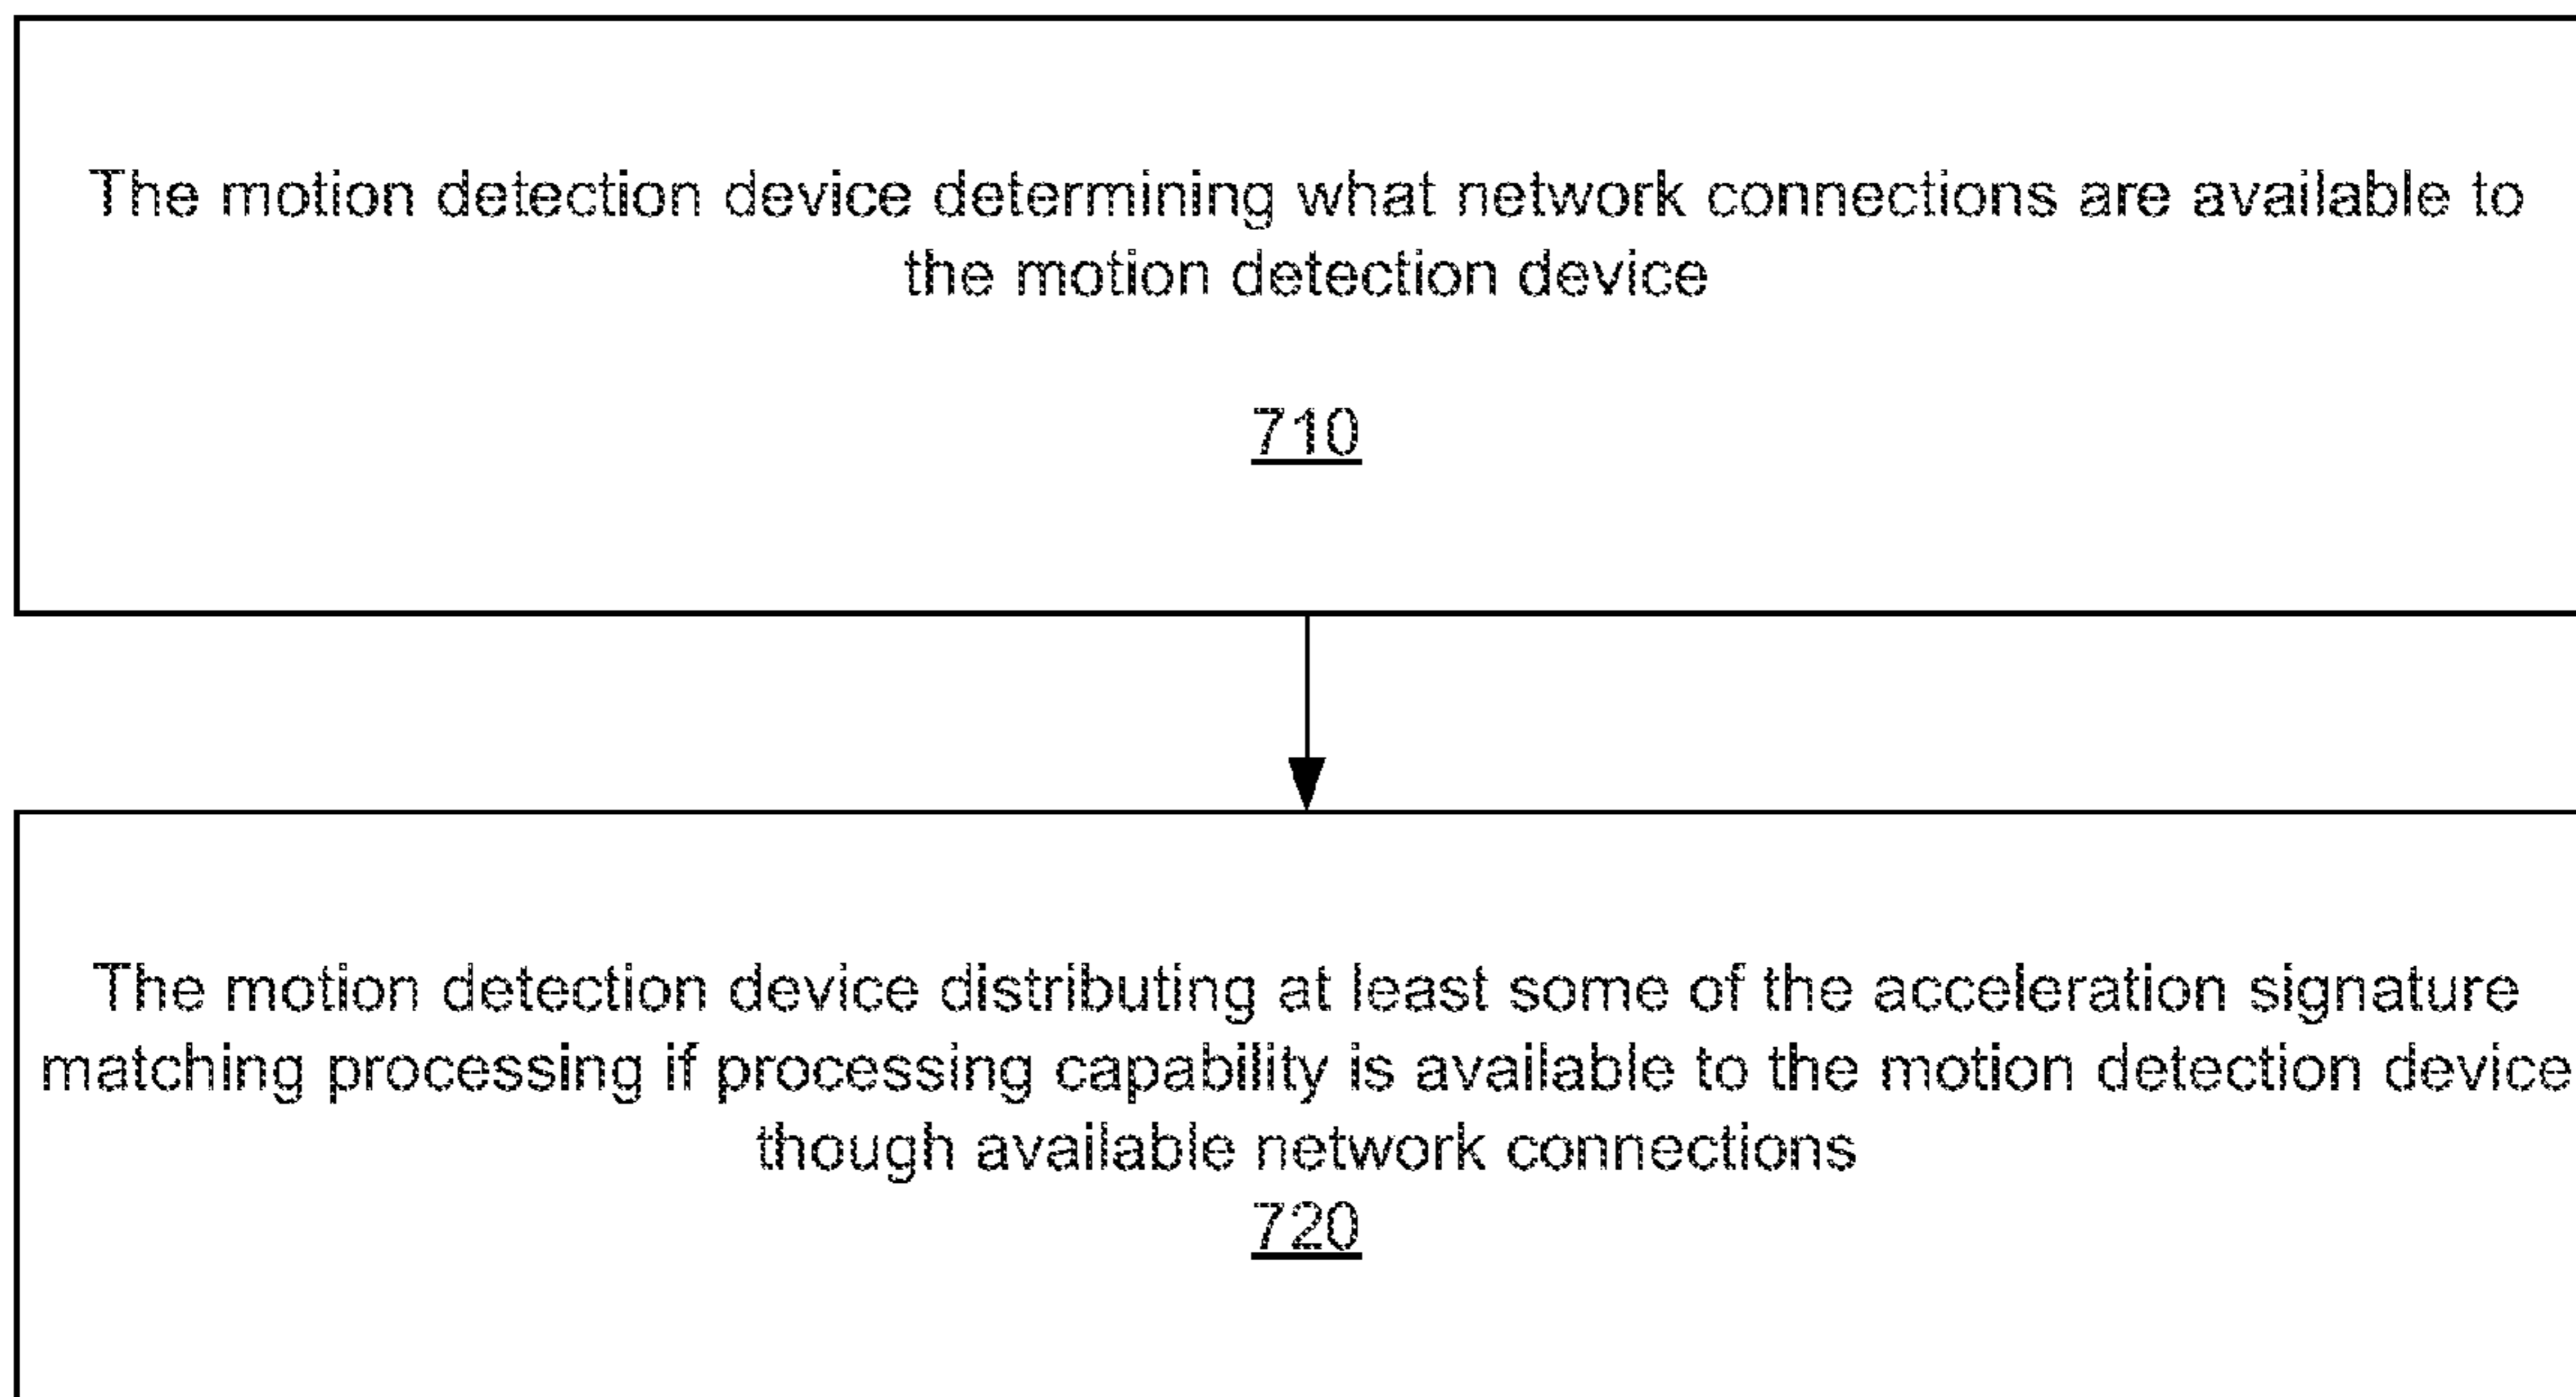 The motion detection device determining what network connections are available to
the motion detection device
710
The motion detection device distributing at least some of the acceleration signature
matching processing if processing capability is available to the motion detection device
though available network connections
720